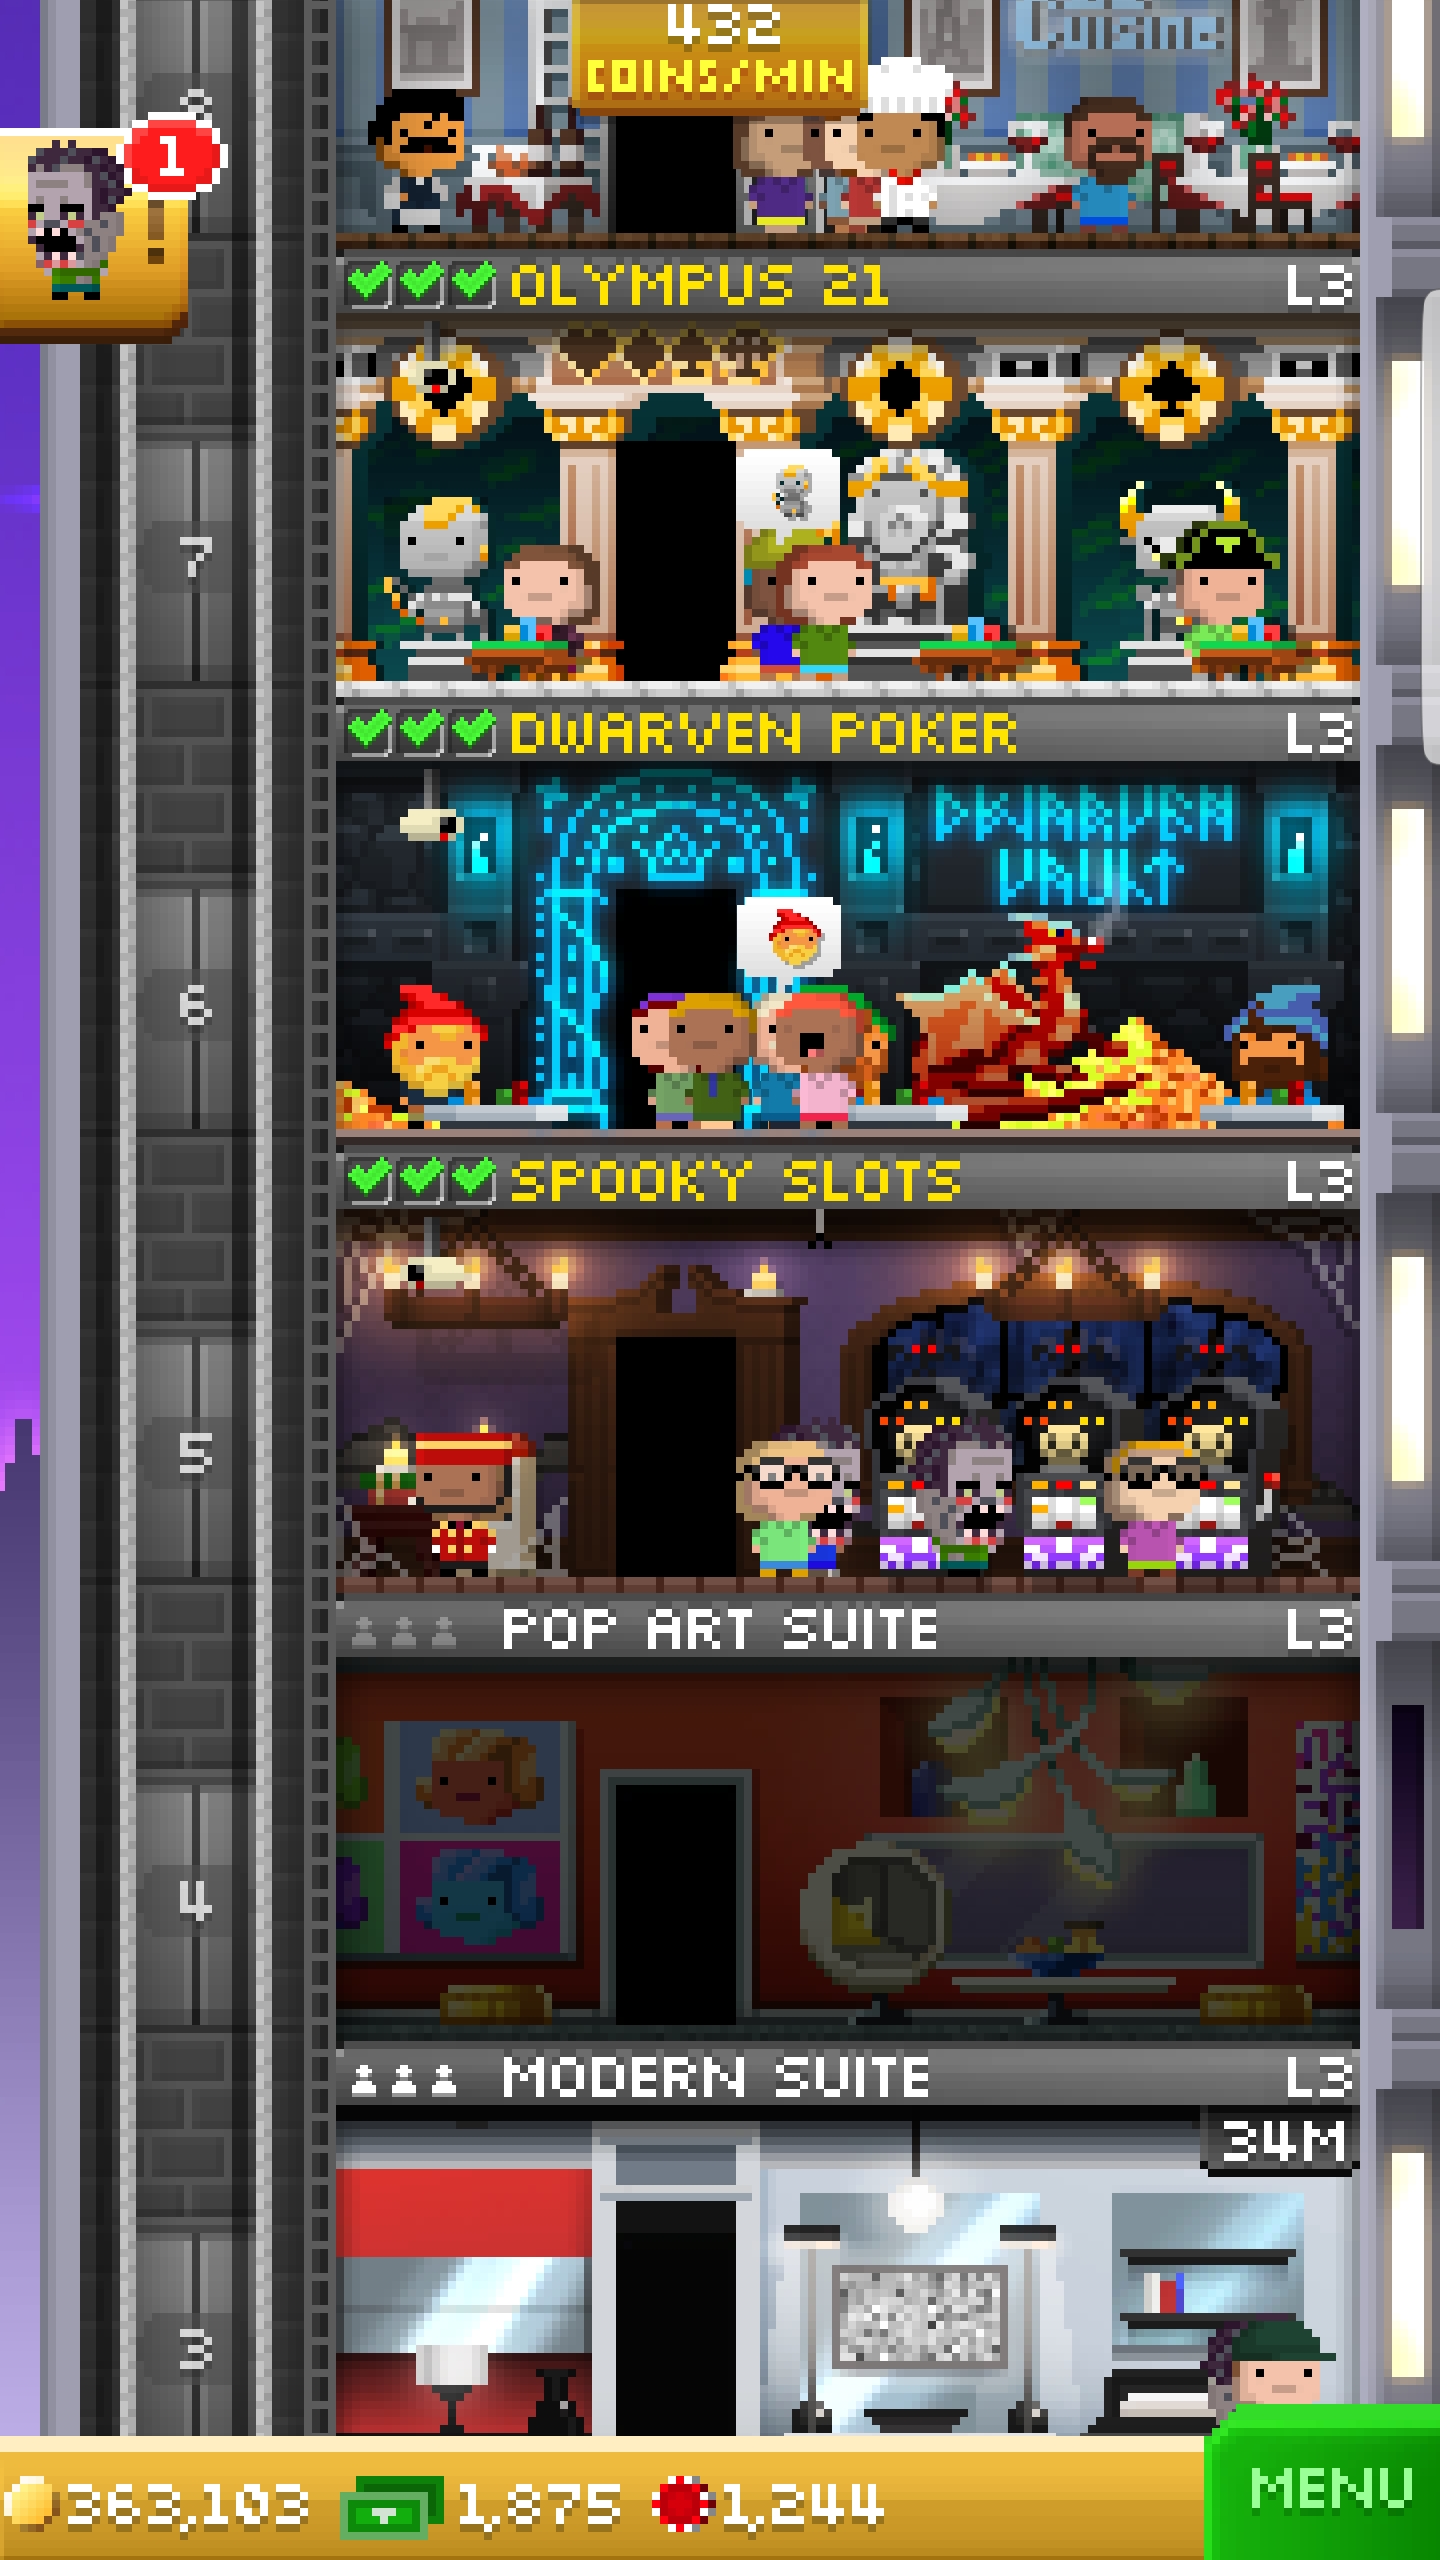 Cuisine
432
COINS/MIN
1
OLYMPUS 21
L3
7
DWARVEN POKER
L3
DWARVEN
VAULT
6
SPOOKY SLOTS
L3
5
POP ART SUITE
L3
4
MODERN SUITE
L3
34M
3
363,103
1,875
1,244
MENU